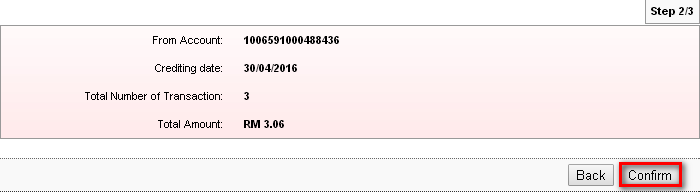 Step 2/3
From Account: 1006591000488436
Crediting date: 30/04/2016
Total Number of Transaction: 3
Total Amount: RM 3.06
Back Confirm